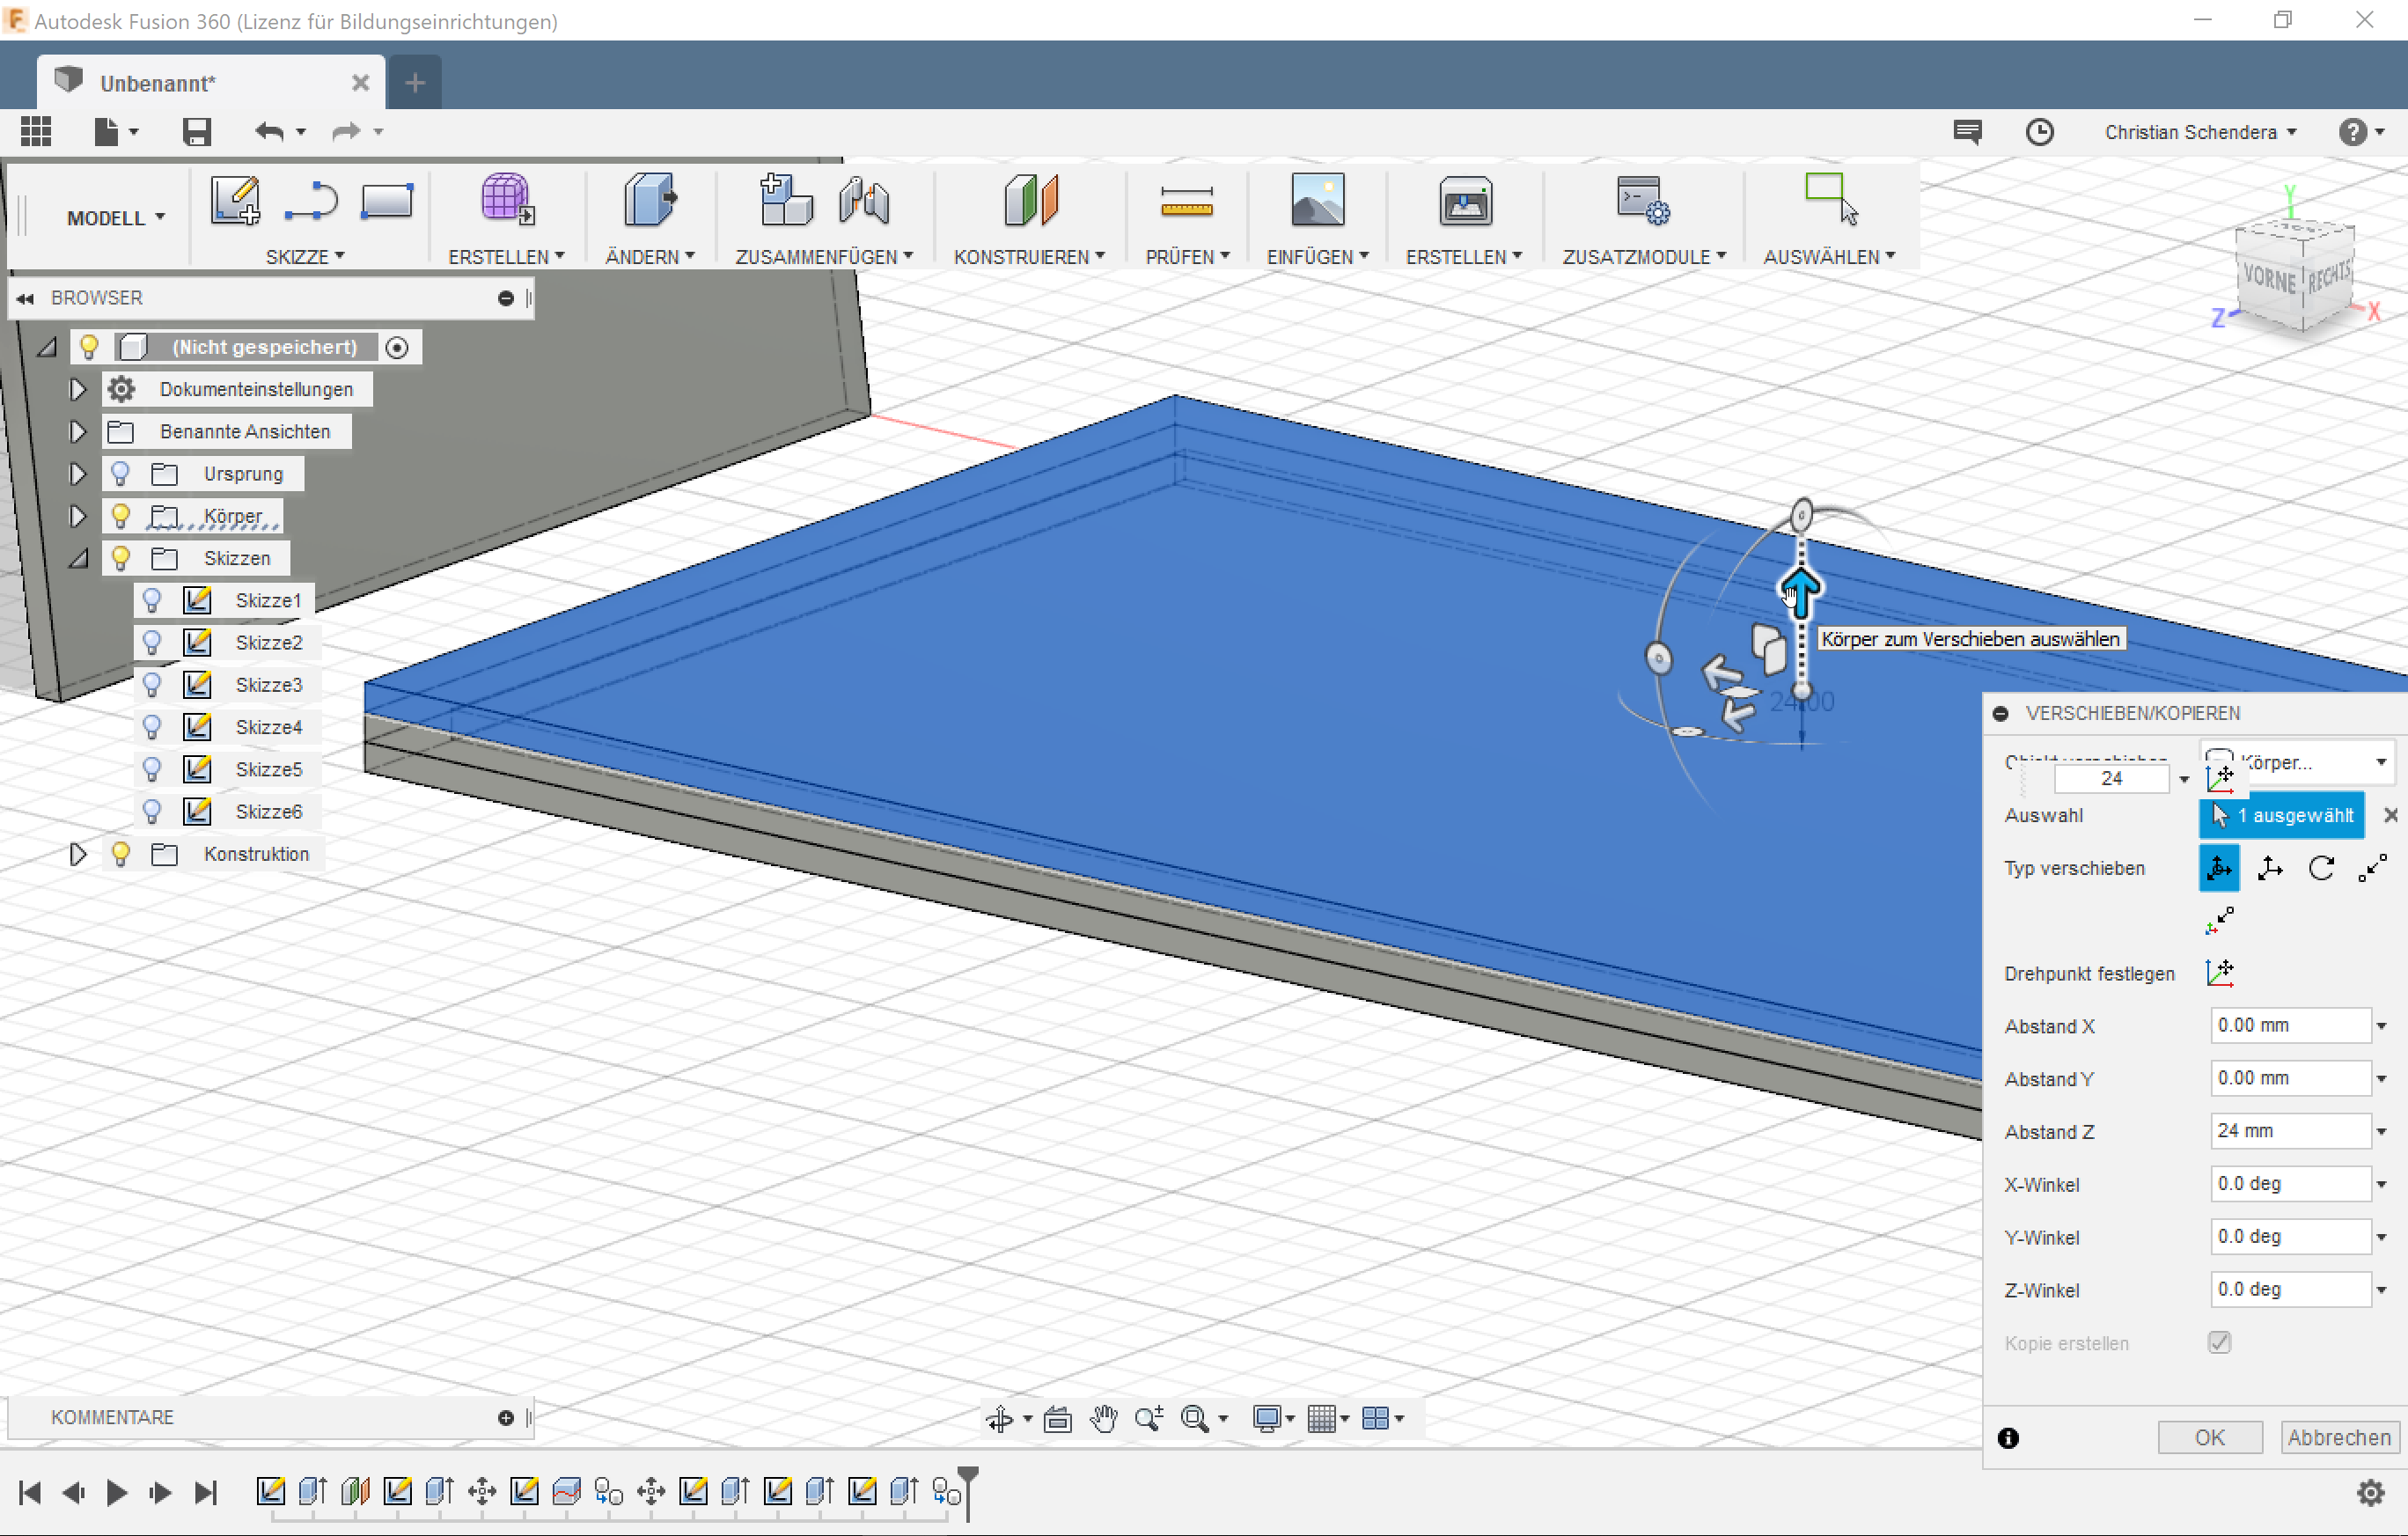 Autodesk Fusion 360 (Lizenz für Bildungseinrichtungen)
Unbenannt*
Christian Schendera
MODELL
SKIZZE
ERSTELLEN
ÄNDERN
ZUSAMMENFÜGEN
KONSTRUIEREN
PRÜFEN
EINFÜGEN
ERSTELLEN
ZUSATZMODULE
AUSWÄHLEN
Y
VORNE
RECHTS
Z
X
BROWSER
(Nicht gespeichert)
Dokumenteinstellungen
Benannte Ansichten
Ursprung
Körper
Skizzen
Skizze1
Skizze2
Skizze3
Skizze4
Skizze5
Skizze6
Konstruktion
Körper zum Verschieben auswählen
24.00
VERSCHIEBEN/KOPIEREN
Objekt verschieben
Körper...
24
Auswahl
1 ausgewählt
Typ verschieben
Drehpunkt festlegen
Abstand X
0.00 mm
Abstand Y
0.00 mm
Abstand Z
24 mm
X-Winkel
0.0 deg
Y-Winkel
0.0 deg
Z-Winkel
0.0 deg
Kopie erstellen
OK
Abbrechen
KOMMENTARE